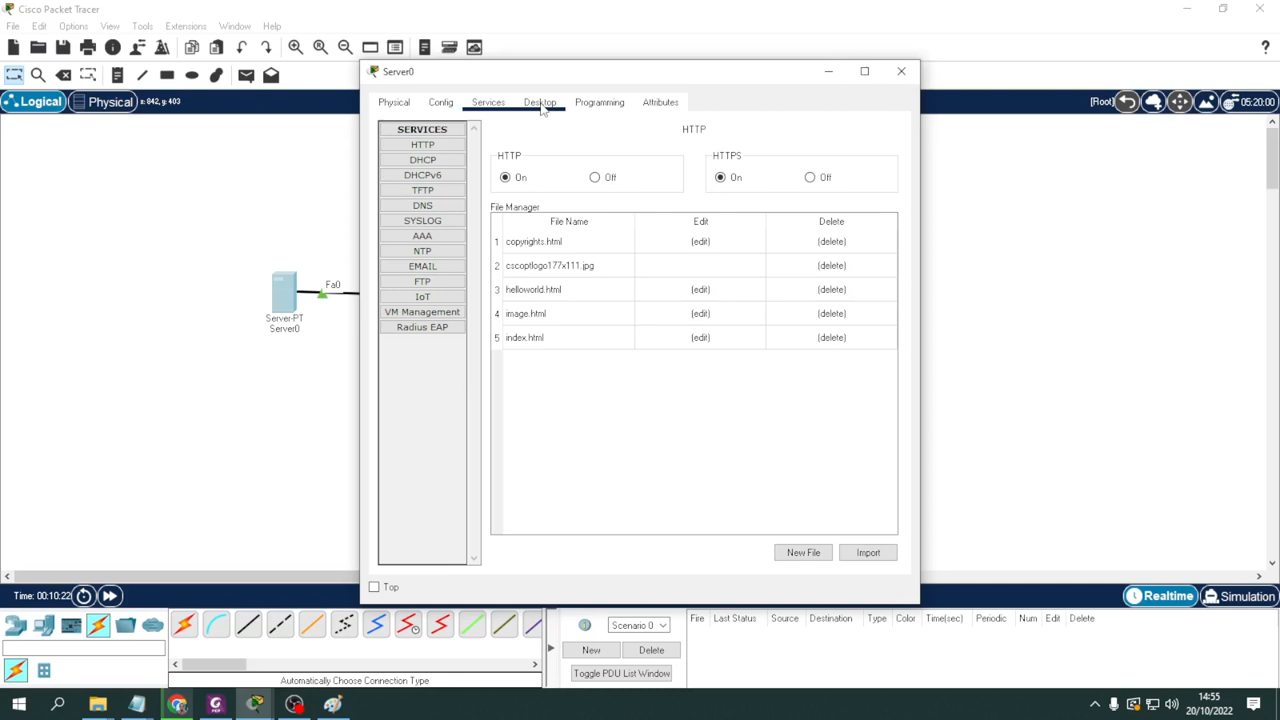 Cisco Packet Tracer
File Edit Options View Tools Extensions Window Help
Logical Physical x: 842, y: 403 [Root] 05:20:00
Server0
Physical Config Services Desktop Programming Attributes
SERVICES
HTTP
DHCP
DHCPv6
TFTP
DNS
SYSLOG
AAA
NTP
EMAIL
FTP
IoT
VM Management
Radius EAP
HTTP
HTTP
On Off
HTTPS
On Off
File Manager
File Name Edit Delete
1 copyrights.html (edit) (delete)
2 cscoptlogo177x111.jpg (delete)
3 helloworld.html (edit) (delete)
4 image.html (edit) (delete)
5 index.html (edit) (delete)
New File Import
Top
Fa0
Server-PT
Server0
Time: 00:10:22 Realtime Simulation
Automatically Choose Connection Type
Scenario 0
New Delete
Toggle PDU List Window
Fire Last Status Source Destination Type Color Time(sec) Periodic Num Edit Delete
14:55
20/10/2022